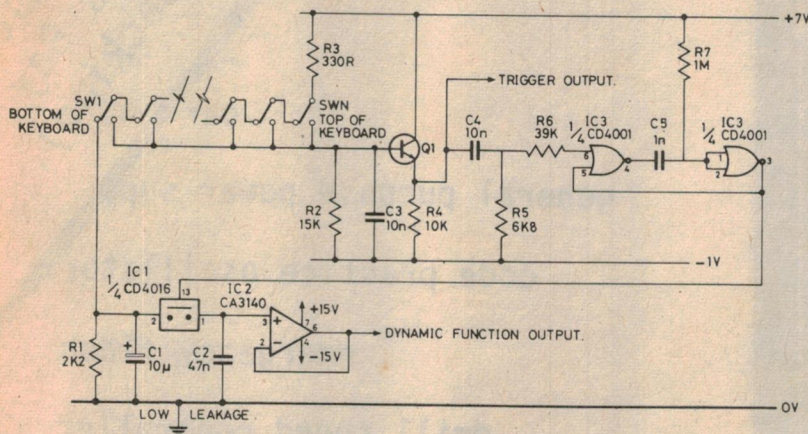 +7V
R3
330R
R7
1M
SW1
BOTTOM OF
KEYBOARD
SWN
TOP OF
KEYBOARD
TRIGGER OUTPUT.
Q1
C4
10n
R6
39K
1/4 IC3
CD4001
6
5
4
C5
1n
1/4 IC3
CD4001
1
2
3
R2
15K
C3
10n
R4
10K
R5
6K8
-1V
1/4 IC1
CD4016
13
2
1
IC2
CA3140
+15V
3
2
7
6
4
-15V
DYNAMIC FUNCTION OUTPUT.
R1
2K2
+
C1
10µ
C2
47n
LOW LEAKAGE
0V